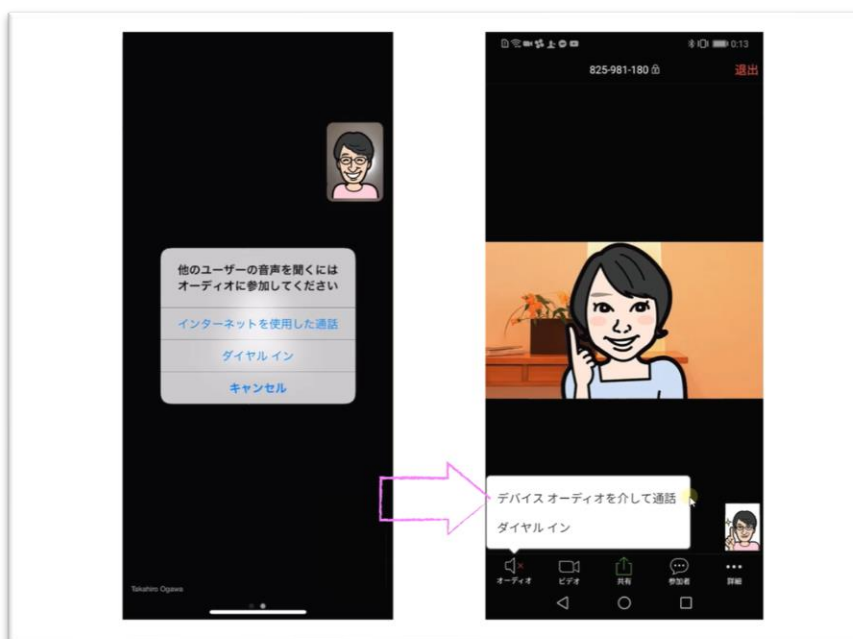 他のユーザーの音声を聞くには
オーディオに参加してください
インターネットを使用した通話
ダイヤル イン
キャンセル
Takahiro Ogawa
0:13
825-981-180
退出
デバイス オーディオを介して通話
ダイヤル イン
オーディオ
ビデオ
共有
参加者
詳細